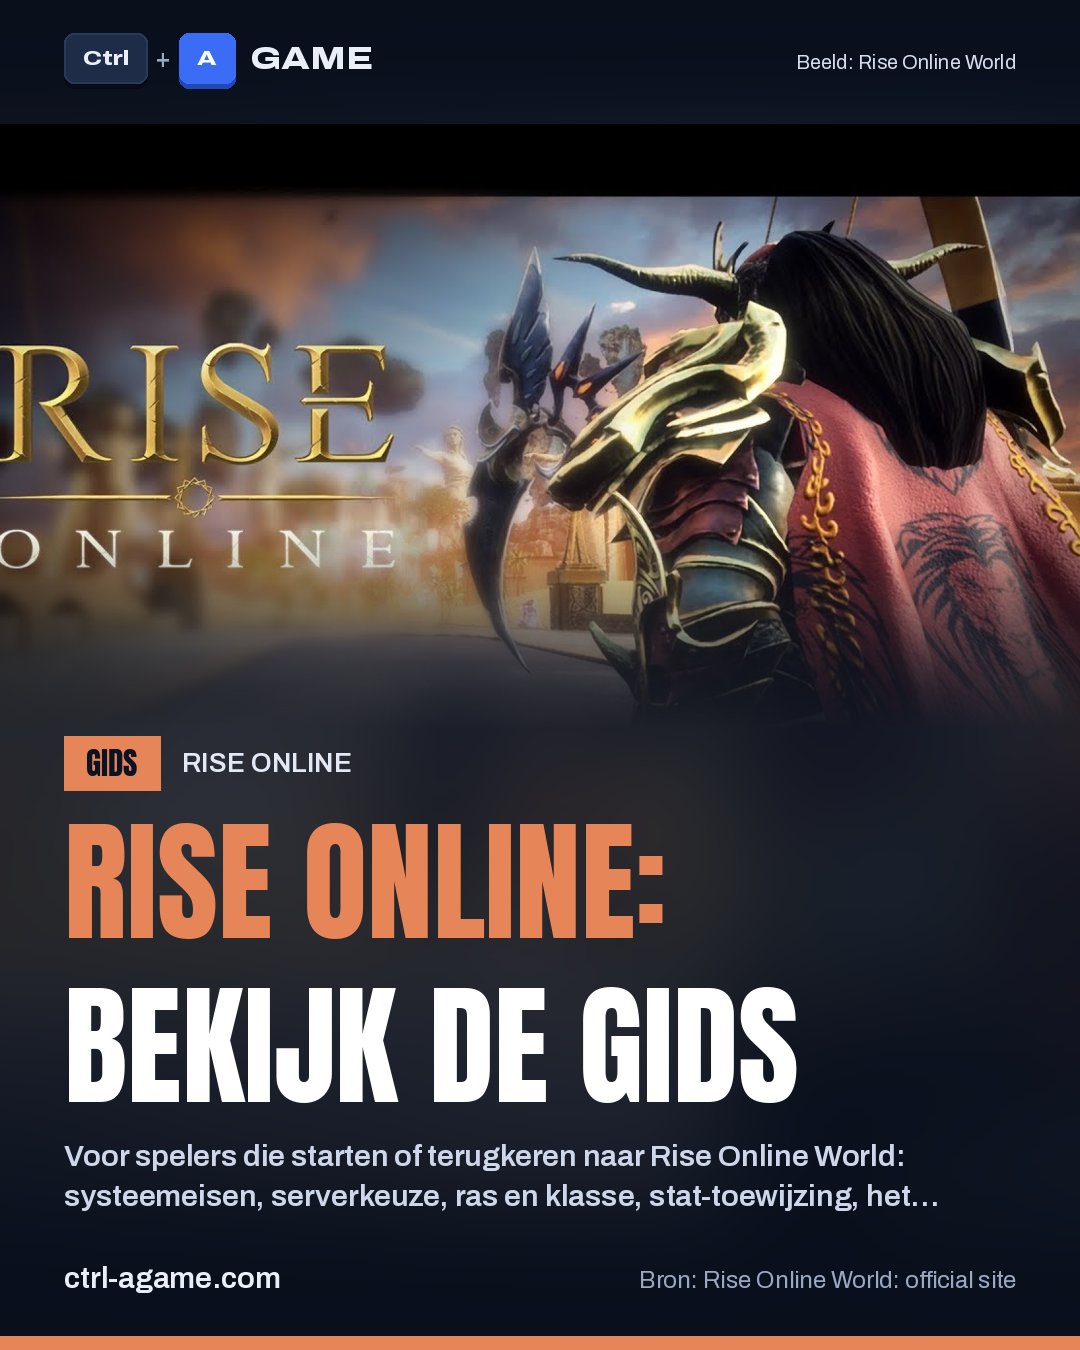 Ctrl + A GAME
Beeld: Rise Online World
RISE
ONLINE
GIDS RISE ONLINE
RISE ONLINE:
BEKIJK DE GIDS
Voor spelers die starten of terugkeren naar Rise Online World:
systeemeisen, serverkeuze, ras en klasse, stat-toewijzing, het...
ctrl-agame.com
Bron: Rise Online World: official site